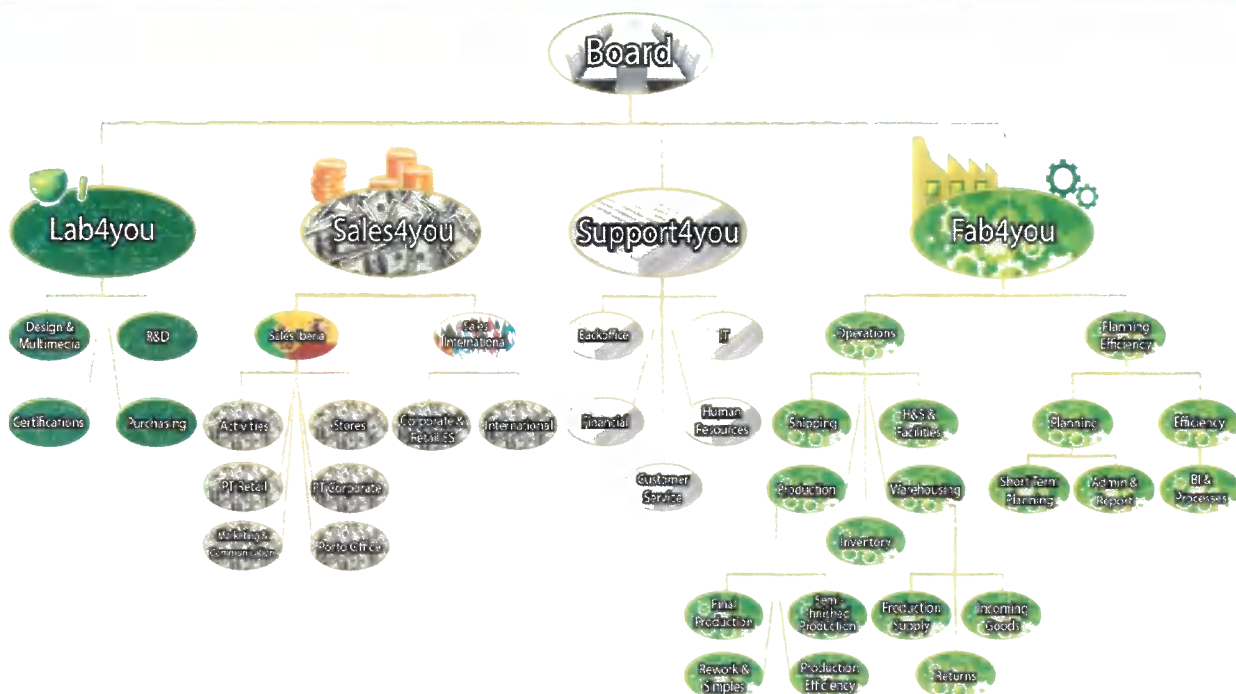 Board
Lab4you
Sales4you
Support4you
Fab4you
Design &
Multimedia
R&D
Sales Iberia
Sales
International
Backoffice
IT
Operations
Planning
Efficiency
Certifications
Purchasing
Activities
Stores
Corporate &
Retail ES
International
Financial
Human
Resources
Shipping
H&S &
Facilities
Planning
Efficiency
PT Retail
PT Corporate
Customer
Service
Production
Warehousing
Short Term
Planning
Admin &
Report
BI &
Processes
Marketing &
Communication
Porto Office
Inventory
Final
Production
Semi-
Finished
Production
Production
Supply
Incoming
Goods
Rework &
Simples
Production
Efficiency
Returns